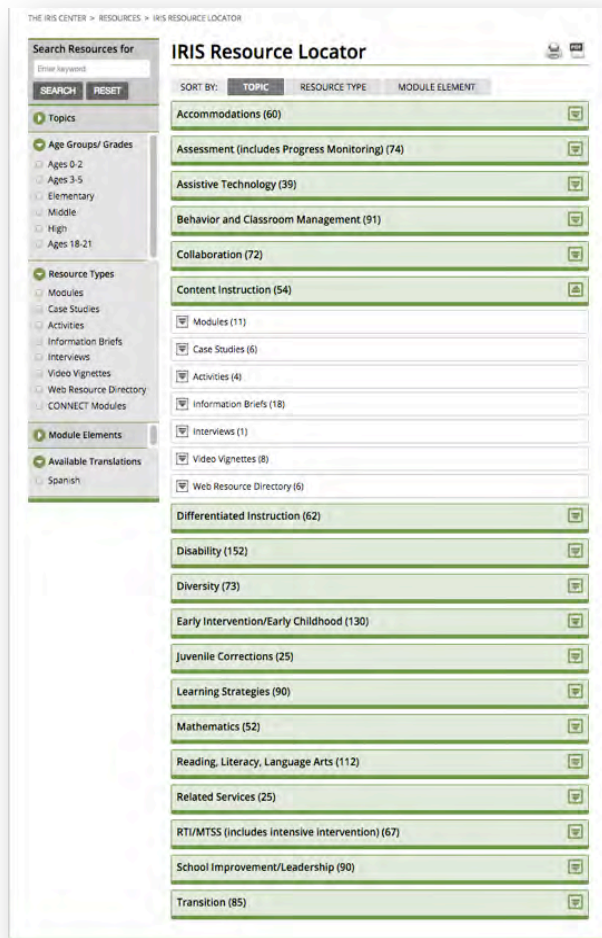 THE IRIS CENTER > RESOURCES > IRIS RESOURCE LOCATOR
Search Resources for
Enter keyword
SEARCH RESET
Topics
Age Groups/ Grades
Ages 0-2
Ages 3-5
Elementary
Middle
High
Ages 18-21
Resource Types
Modules
Case Studies
Activities
Information Briefs
Interviews
Video Vignettes
Web Resource Directory
CONNECT Modules
Module Elements
Available Translations
Spanish
IRIS Resource Locator
PDF
SORT BY: TOPIC RESOURCE TYPE MODULE ELEMENT
Accommodations (60)
Assessment (includes Progress Monitoring) (74)
Assistive Technology (39)
Behavior and Classroom Management (91)
Collaboration (72)
Content Instruction (54)
Modules (11)
Case Studies (6)
Activities (4)
Information Briefs (18)
Interviews (1)
Video Vignettes (8)
Web Resource Directory (6)
Differentiated Instruction (62)
Disability (152)
Diversity (73)
Early Intervention/Early Childhood (130)
Juvenile Corrections (25)
Learning Strategies (90)
Mathematics (52)
Reading, Literacy, Language Arts (112)
Related Services (25)
RTI/MTSS (includes intensive intervention) (67)
School Improvement/Leadership (90)
Transition (85)